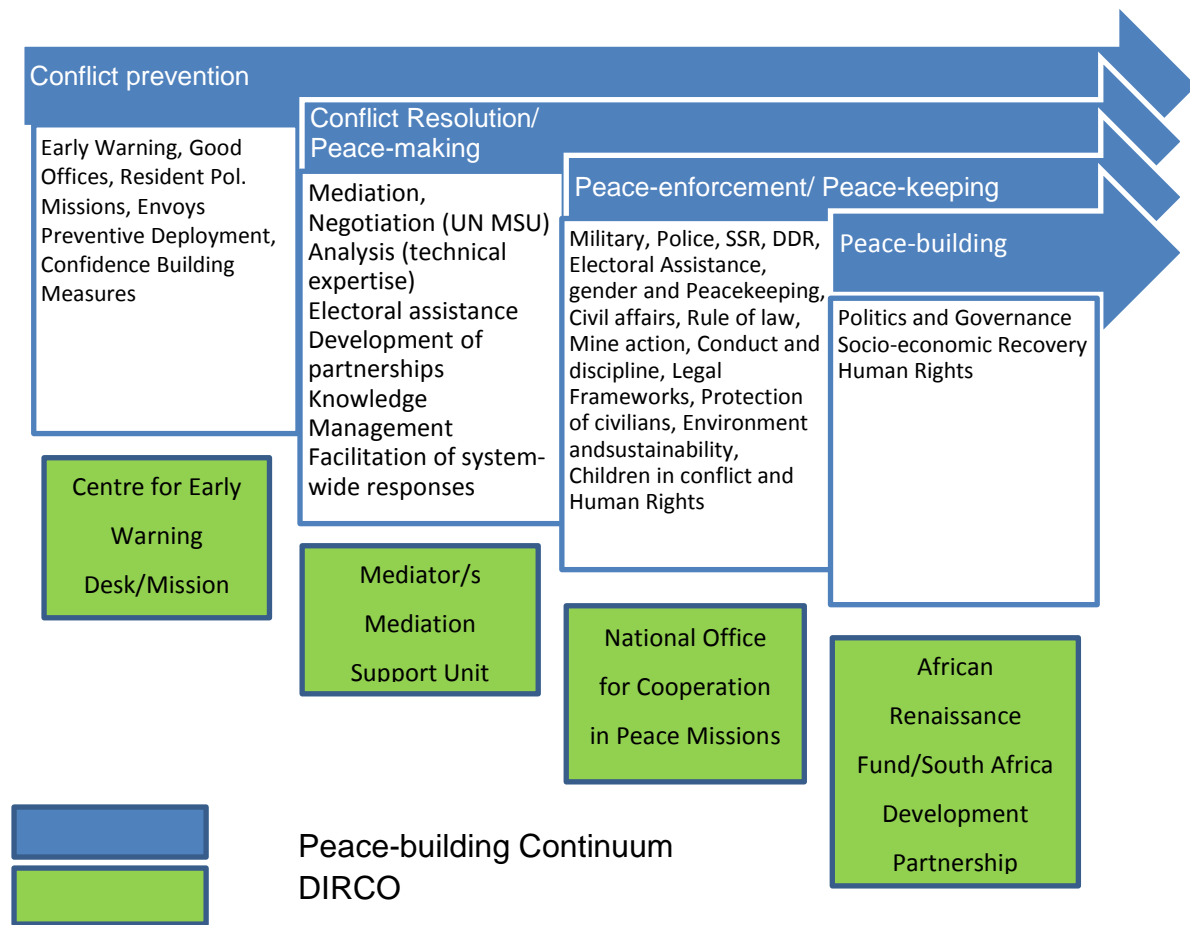 Conflict prevention
Early Warning, Good
Offices, Resident Pol.
Missions, Envoys
Preventive Deployment,
Confidence Building
Measures
Centre for Early
Warning
Desk/Mission
Conflict Resolution/
Peace-making
Mediation,
Negotiation (UN MSU)
Analysis (technical
expertise)
Electoral assistance
Development of
partnerships
Knowledge
Management
Facilitation of system-
wide responses
Mediator/s
Mediation
Support Unit
Peace-enforcement/ Peace-keeping
Military, Police, SSR, DDR,
Electoral Assistance,
gender and Peacekeeping,
Civil affairs, Rule of law,
Mine action, Conduct and
discipline, Legal
Frameworks, Protection
of civilians, Environment
andsustainability,
Children in conflict and
Human Rights
National Office
for Cooperation
in Peace Missions
Peace-building
Politics and Governance
Socio-economic Recovery
Human Rights
African
Renaissance
Fund/South Africa
Development
Partnership
Peace-building Continuum
DIRCO